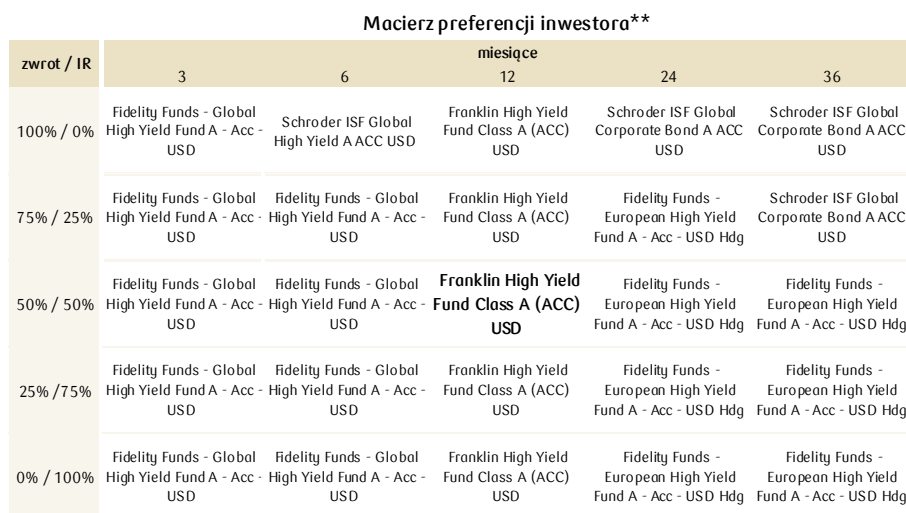 Macierz preferencji inwestora**
zwrot / IR
miesiące
3 6 12 24 36
100% / 0%
Fidelity Funds - Global
High Yield Fund A - Acc -
USD
Schroder ISF Global
High Yield A ACC USD
Franklin High Yield
Fund Class A (ACC)
USD
Schroder ISF Global
Corporate Bond A ACC
USD
Schroder ISF Global
Corporate Bond A ACC
USD
75% / 25%
Fidelity Funds - Global
High Yield Fund A - Acc -
USD
Fidelity Funds - Global
High Yield Fund A - Acc -
USD
Franklin High Yield
Fund Class A (ACC)
USD
Fidelity Funds -
European High Yield
Fund A - Acc - USD Hdg
Schroder ISF Global
Corporate Bond A ACC
USD
50% / 50%
Fidelity Funds - Global
High Yield Fund A - Acc -
USD
Fidelity Funds - Global
High Yield Fund A - Acc -
USD
Franklin High Yield
Fund Class A (ACC)
USD
Fidelity Funds -
European High Yield
Fund A - Acc - USD Hdg
Fidelity Funds -
European High Yield
Fund A - Acc - USD Hdg
25% /75%
Fidelity Funds - Global
High Yield Fund A - Acc -
USD
Fidelity Funds - Global
High Yield Fund A - Acc -
USD
Franklin High Yield
Fund Class A (ACC)
USD
Fidelity Funds -
European High Yield
Fund A - Acc - USD Hdg
Fidelity Funds -
European High Yield
Fund A - Acc - USD Hdg
0% / 100%
Fidelity Funds - Global
High Yield Fund A - Acc -
USD
Fidelity Funds - Global
High Yield Fund A - Acc -
USD
Franklin High Yield
Fund Class A (ACC)
USD
Fidelity Funds -
European High Yield
Fund A - Acc - USD Hdg
Fidelity Funds -
European High Yield
Fund A - Acc - USD Hdg